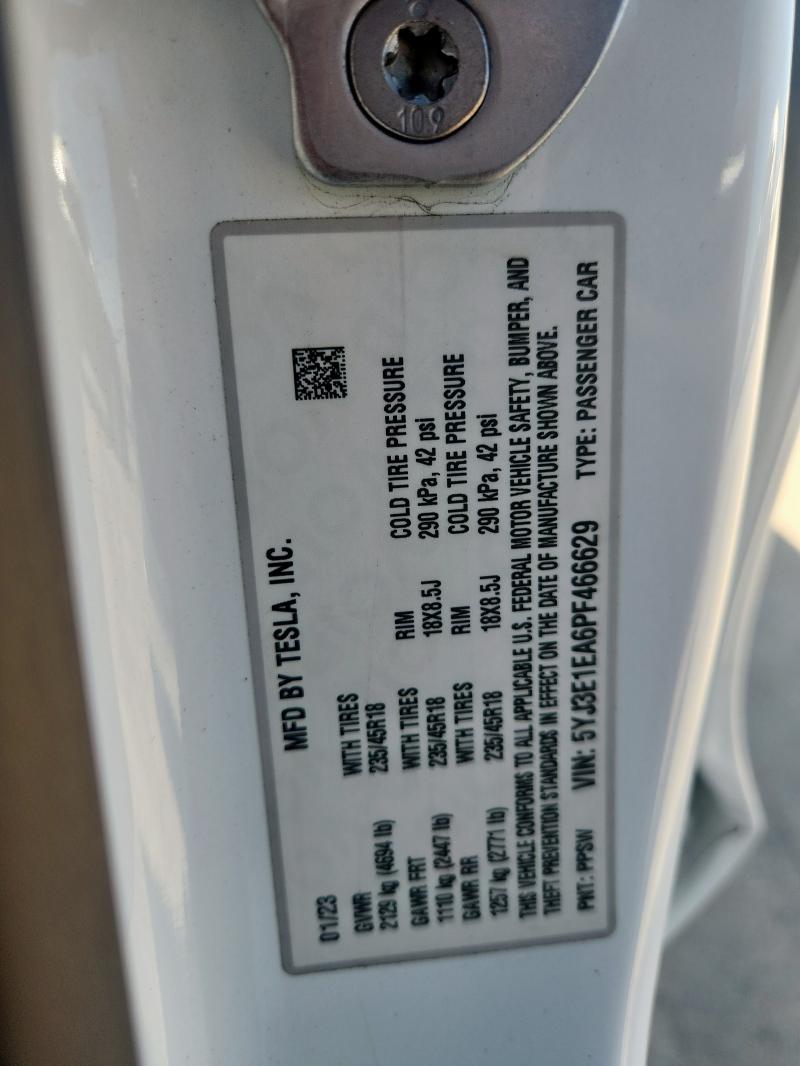 10.9
MFD BY TESLA, INC.
01/23
GVWR WITH TIRES
2129 kg (4694 lb) 235/45R18
GAWR FRT WITH TIRES RIM COLD TIRE PRESSURE
1110 kg (2447 lb) 235/45R18 18X8.5J 290 kPa, 42 psi
GAWR RR WITH TIRES RIM COLD TIRE PRESSURE
1257 kg (2771 lb) 235/45R18 18X8.5J 290 kPa, 42 psi
THIS VEHICLE CONFORMS TO ALL APPLICABLE U.S. FEDERAL MOTOR VEHICLE SAFETY, BUMPER, AND
THEFT PREVENTION STANDARDS IN EFFECT ON THE DATE OF MANUFACTURE SHOWN ABOVE.
PNT: PPSW VIN: 5YJ3E1EA6PF466629 TYPE: PASSENGER CAR